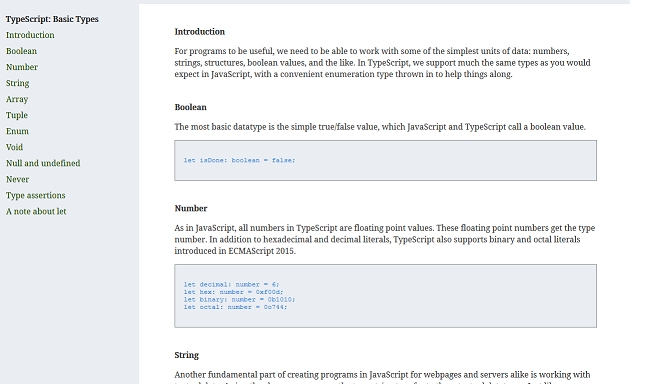 TypeScript: Basic Types
Introduction
Boolean
Number
String
Array
Tuple
Enum
Void
Null and undefined
Never
Type assertions
A note about let
Introduction
For programs to be useful, we need to be able to work with some of the simplest units of data: numbers,
strings, structures, boolean values, and the like. In TypeScript, we support much the same types as you would
expect in JavaScript, with a convenient enumeration type thrown in to help things along.
Boolean
The most basic datatype is the simple true/false value, which JavaScript and TypeScript call a boolean value.
let isDone: boolean = false;
Number
As in JavaScript, all numbers in TypeScript are floating point values. These floating point numbers get the type
number. In addition to hexadecimal and decimal literals, TypeScript also supports binary and octal literals
introduced in ECMAScript 2015.
let decimal: number = 6;
let hex: number = 0xf00d;
let binary: number = 0b1010;
let octal: number = 0o744;
String
Another fundamental part of creating programs in JavaScript for webpages and servers alike is working with